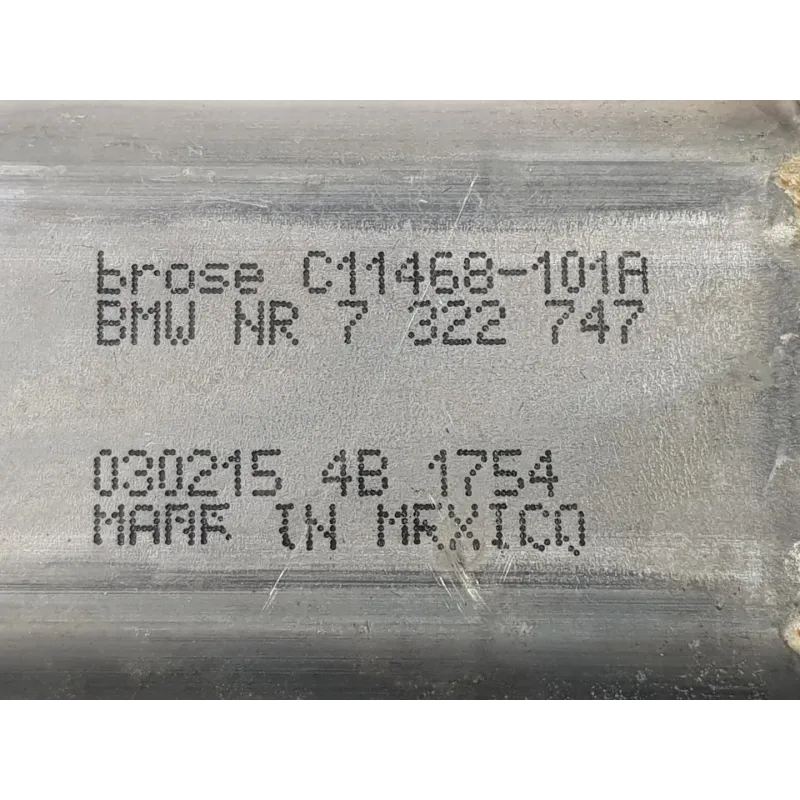 brose C11468-101A
BMW NR 7 322 747
030215 4B 1754
MADE IN MEXICO